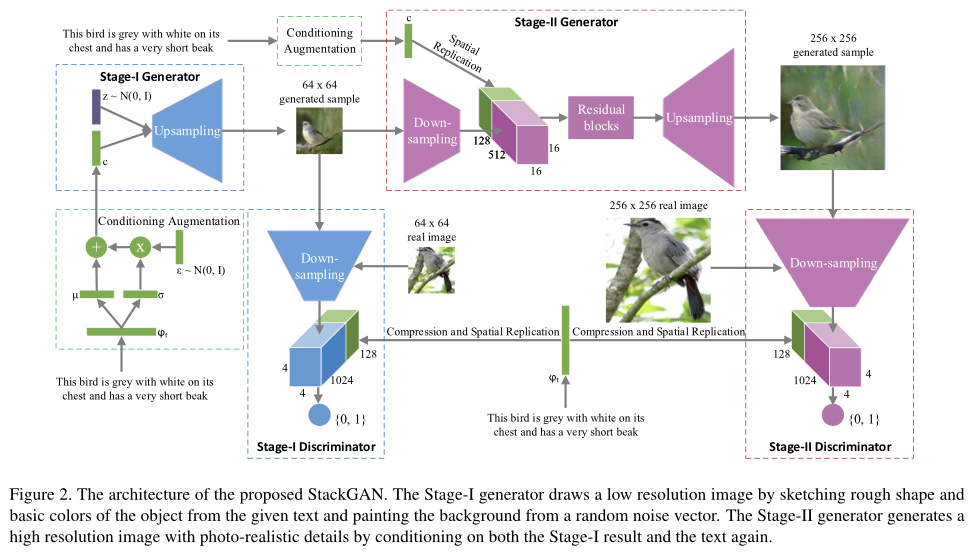 This bird is grey with white on its
chest and has a very short beak
Conditioning
Augmentation
c
Spatial
Replication
Stage-II Generator
256 x 256
generated sample
Stage-I Generator
z ~ N(0, I)
c
Upsampling
64 x 64
generated sample
Down-
sampling
128
512
16
16
Residual
blocks
Upsampling
Conditioning Augmentation
+
X
ε ~ N(0, I)
μ
σ
φt
This bird is grey with white on its
chest and has a very short beak
64 x 64
real image
Down-
sampling
4
4
1024
128
{0, 1}
Stage-I Discriminator
Compression and Spatial Replication
Compression and Spatial Replication
φt
This bird is grey with white on its
chest and has a very short beak
256 x 256 real image
Down-sampling
128
1024
4
4
{0, 1}
Stage-II Discriminator
Figure 2. The architecture of the proposed StackGAN. The Stage-I generator draws a low resolution image by sketching rough shape and
basic colors of the object from the given text and painting the background from a random noise vector. The Stage-II generator generates a
high resolution image with photo-realistic details by conditioning on both the Stage-I result and the text again.